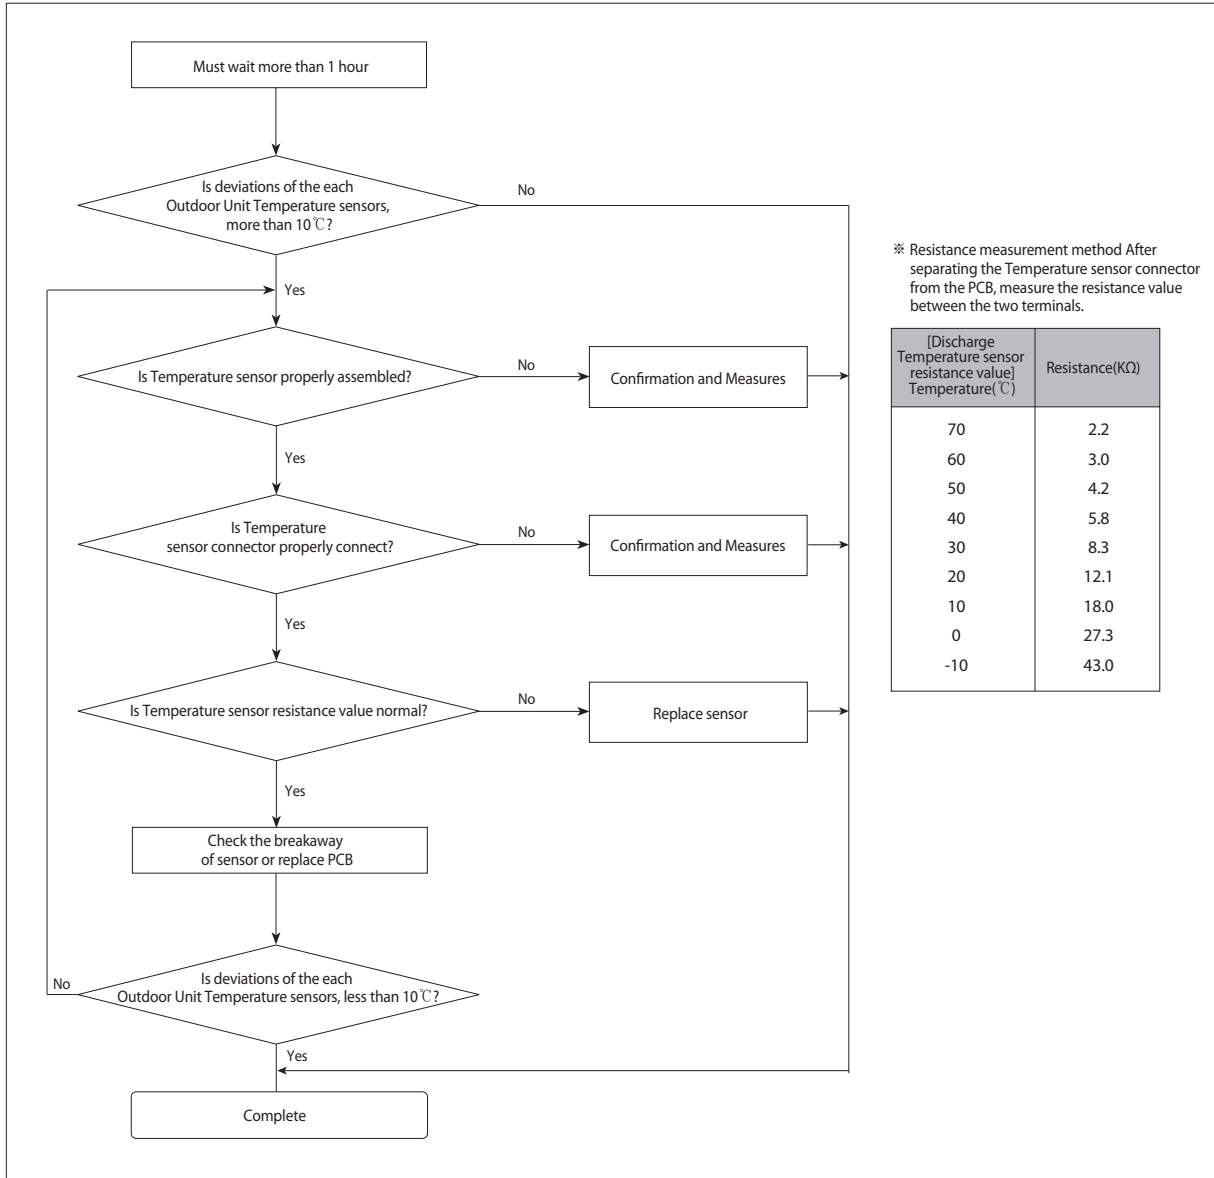 Must wait more than 1 hour
Is deviations of the each
Outdoor Unit Temperature sensors,
more than 10℃?
No
Yes
Is Temperature sensor properly assembled?
No
Confirmation and Measures
Yes
Is Temperature
sensor connector properly connect?
No
Confirmation and Measures
Yes
Is Temperature sensor resistance value normal?
No
Replace sensor
Yes
Check the breakaway
of sensor or replace PCB
Is deviations of the each
Outdoor Unit Temperature sensors, less than 10℃?
No
Yes
Complete
※ Resistance measurement method After
separating the Temperature sensor connector
from the PCB, measure the resistance value
between the two terminals.
[Discharge
Temperature sensor
resistance value]
Temperature(℃)
Resistance(KΩ)
70 2.2
60 3.0
50 4.2
40 5.8
30 8.3
20 12.1
10 18.0
0 27.3
-10 43.0